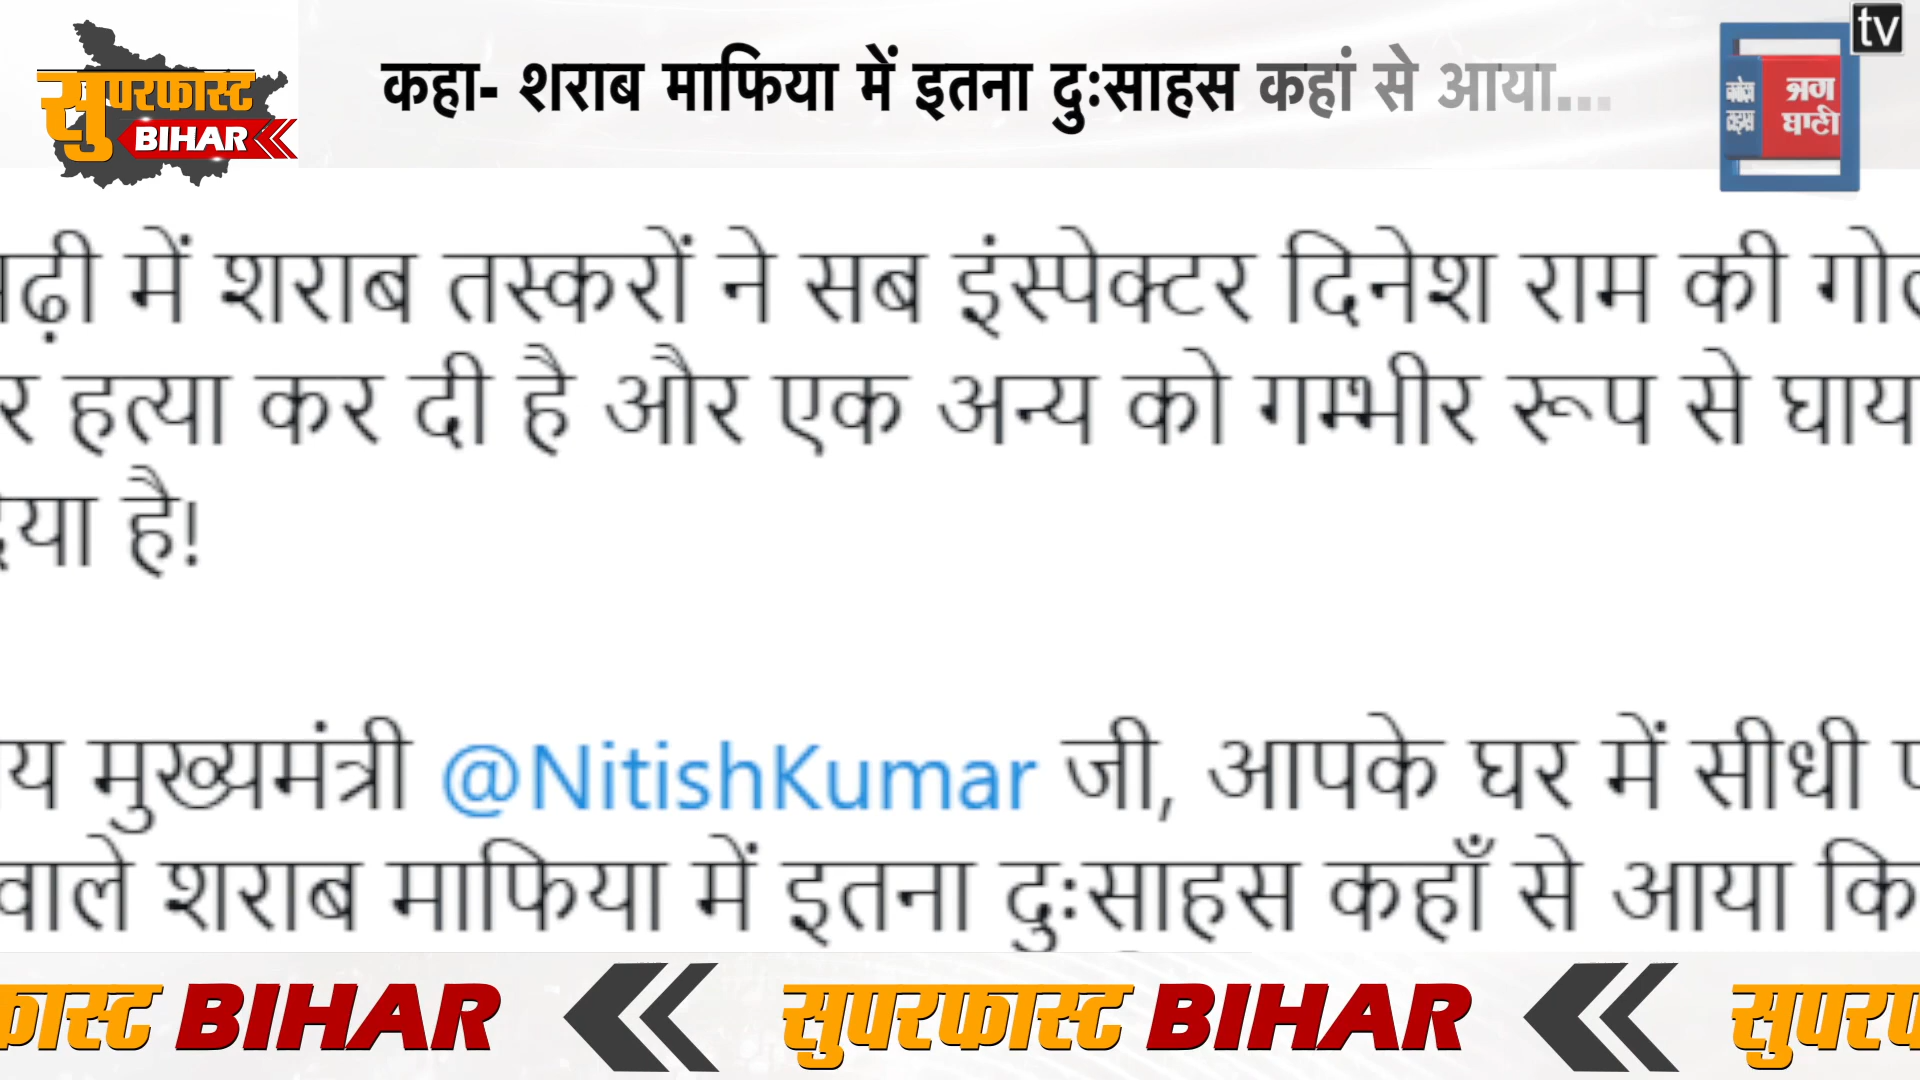 सुपरफास्ट
BIHAR
कहा- शराब माफिया में इतना दुःसाहस कहां से आया...
tv
में शराब तस्करों ने सब इंस्पेक्टर दिनेश राम की
हत्या कर दी है और एक अन्य को गम्भीर रूप से
है!
मुख्यमंत्री @NitishKumar जी, आपके घर में सीधी
वाले शराब माफिया में इतना दुःसाहस कहाँ से आया कि
BIHAR सुपरफास्ट BIHAR